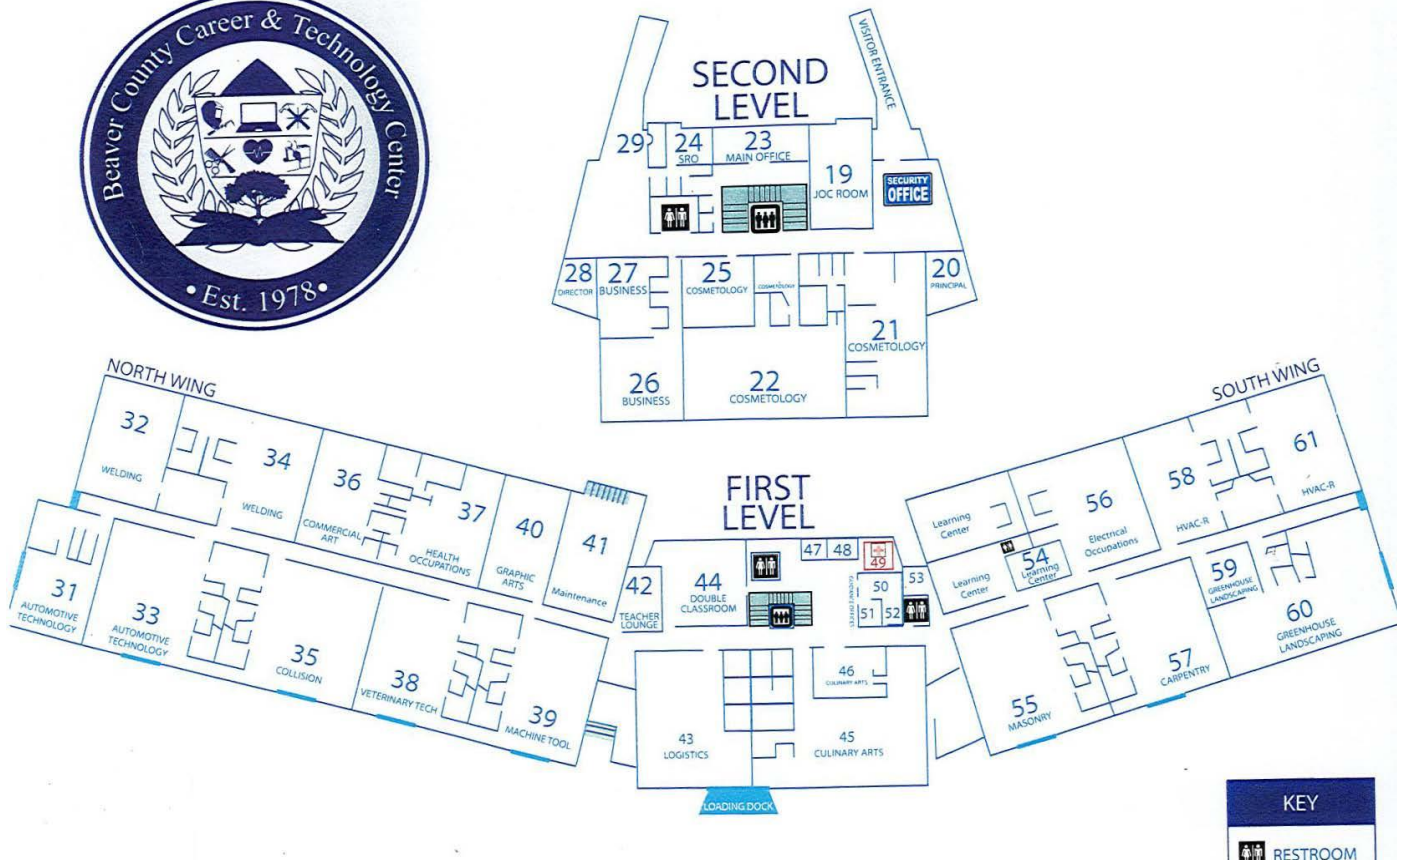 Beaver County Career & Technology Center
• Est. 1978 •
SECOND
LEVEL
VISITOR ENTRANCE
29
24
SRO
23
MAIN OFFICE
19
JOC ROOM
SECURITY
OFFICE
28
DIRECTOR
27
BUSINESS
25
COSMETOLOGY
COSMETOLOGY
20
PRINCIPAL
21
COSMETOLOGY
26
BUSINESS
22
COSMETOLOGY
NORTH WING
32
WELDING
34
WELDING
36
COMMERCIAL
ART
37
HEALTH
OCCUPATIONS
40
GRAPHIC
ARTS
41
Maintenance
31
AUTOMOTIVE
TECHNOLOGY
33
AUTOMOTIVE
TECHNOLOGY
35
COLLISION
38
VETERINARY TECH
39
MACHINE TOOL
FIRST
LEVEL
42
TEACHER
LOUNGE
44
DOUBLE
CLASSROOM
47
48
49
50
51
52
53
GUIDANCE OFFICE
43
LOGISTICS
46
CULINARY ARTS
45
CULINARY ARTS
LOADING DOCK
SOUTH WING
Learning
Center
56
Electrical
Occupations
58
HVAC-R
61
HVAC-R
Learning
Center
54
Learning
Center
59
GREENHOUSE
LANDSCAPING
60
GREENHOUSE
LANDSCAPING
55
MASONRY
57
CARPENTRY
KEY
RESTROOM